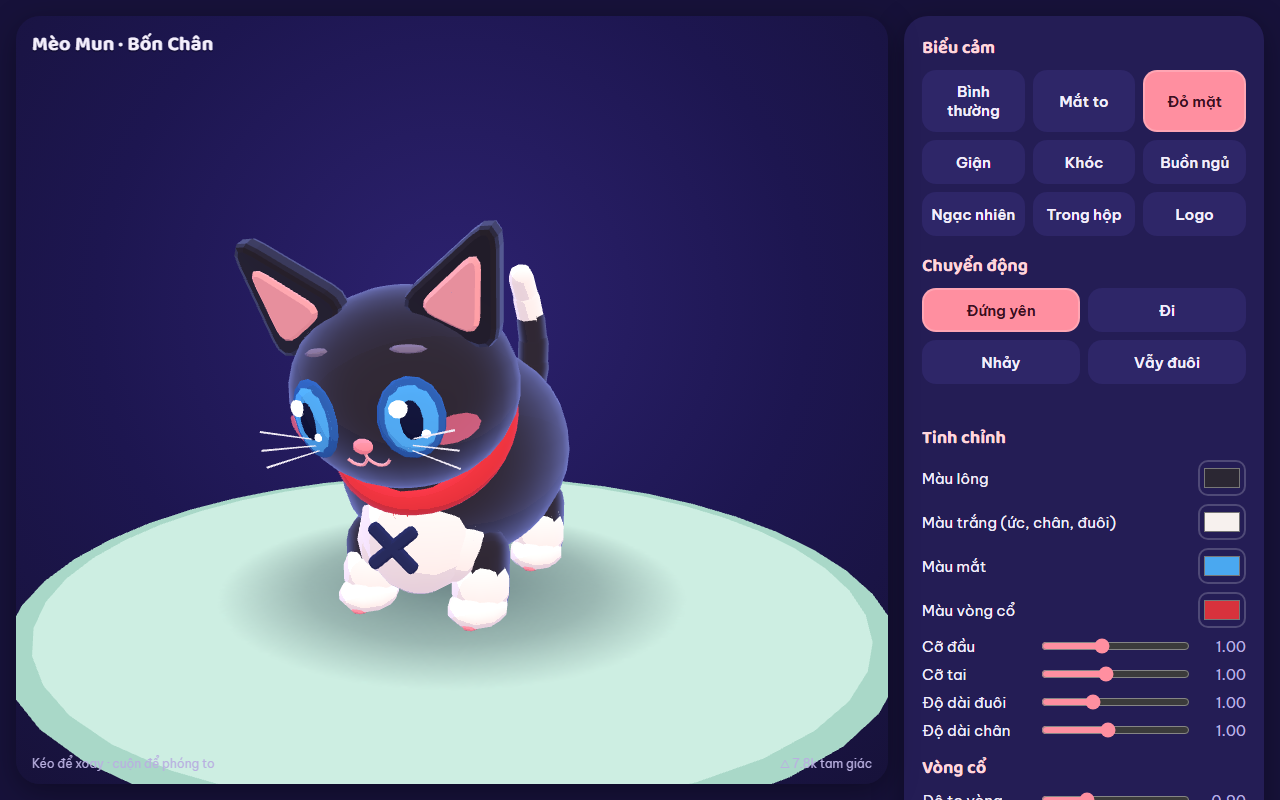 Mèo Mun · Bốn Chân
Kéo để xoay · cuộn để phóng to
tam giác
Biểu cảm
Bình
thường
Mắt to
Đỏ mặt
Giận
Khóc
Buồn ngủ
Ngạc nhiên
Trong hộp
Logo
Chuyển động
Đứng yên
Đi
Nhảy
Vẫy đuôi
Tinh chỉnh
Màu lông
Màu trắng (ức, chân, đuôi)
Màu mắt
Màu vòng cổ
Cỡ đầu 1.00
Cỡ tai 1.00
Độ dài đuôi 1.00
Độ dài chân 1.00
Vòng cổ